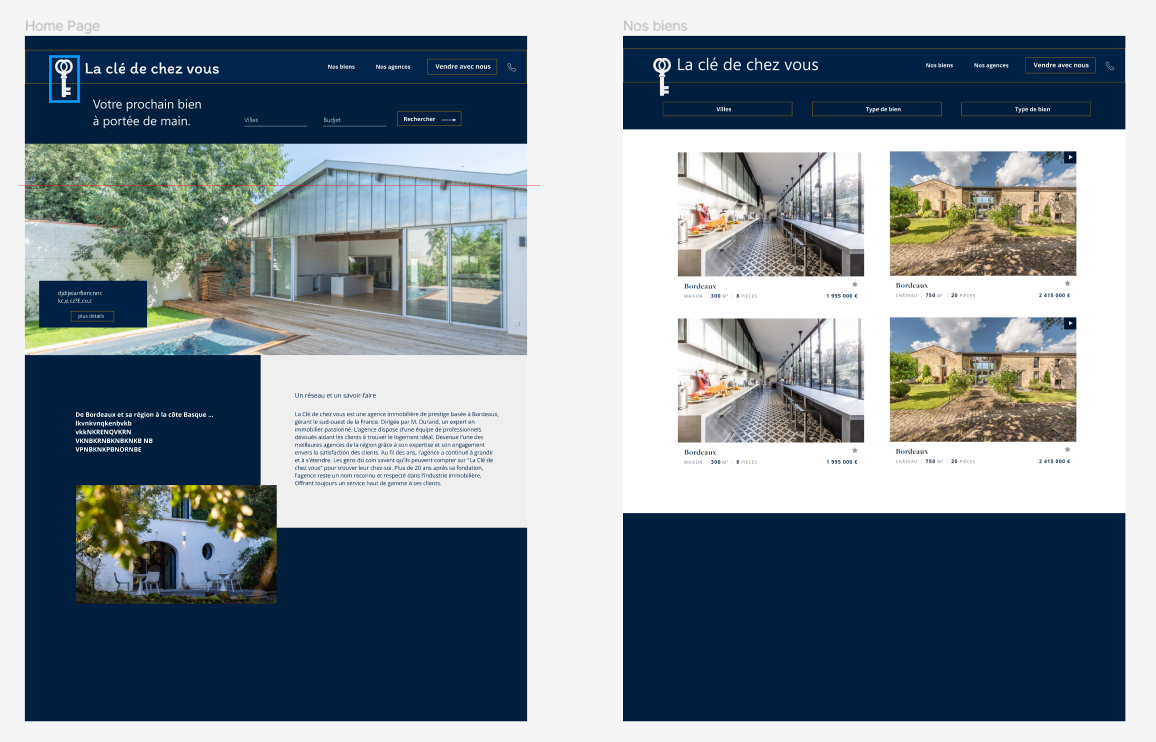 Home Page
La clé de chez vous
Nos biens
Nos agences
Vendre avec nous
Votre prochain bien
à portée de main.
Villes
Budjet
Rechercher
djdijeianfiencnnc
kc,e,cz?E,co,c
plus détails
De Bordeaux et sa région à la côte Basque ...
lkvnkvnqkenbvkb
vkkNKRENQVKRN
VKNBKRNBKNBKNKB NB
VPNBKNKPBNORNBE
Un réseau et un savoir-faire
La Clé de chez vous est une agence immobilière de prestige basée à Bordeaux,
gérant le sud-ouest de la France. Dirigée par M. Durand, un expert en
immobilier passionné. L'agence dispose d'une équipe de professionnels
dévoués aidant les clients à trouver le logement idéal. Devenue l'une des
meilleures agences de la région grâce à son expertise et son engagement
envers la satisfaction des clients. Au fil des ans, l'agence a continué à grandir
et à s'étendre. Les gens du coin savent qu'ils peuvent compter sur "La Clé de
chez vous" pour trouver leur chez-soi. Plus de 20 ans après sa fondation,
l'agence reste un nom reconnu et respecté dans l'industrie immobilière,
Offrant toujours un service haut de gamme à ses clients.
Nos biens
La clé de chez vous
Nos biens
Nos agences
Vendre avec nous
Villes
Type de bien
Type de bien
Bordeaux
MAISON | 300 M² | 8 PIÈCES
1 995 000 €
Bordeaux
CHÂTEAU | 750 M² | 20 PIÈCES
2 415 000 €
Bordeaux
MAISON | 300 M² | 8 PIÈCES
1 995 000 €
Bordeaux
CHÂTEAU | 750 M² | 20 PIÈCES
2 415 000 €